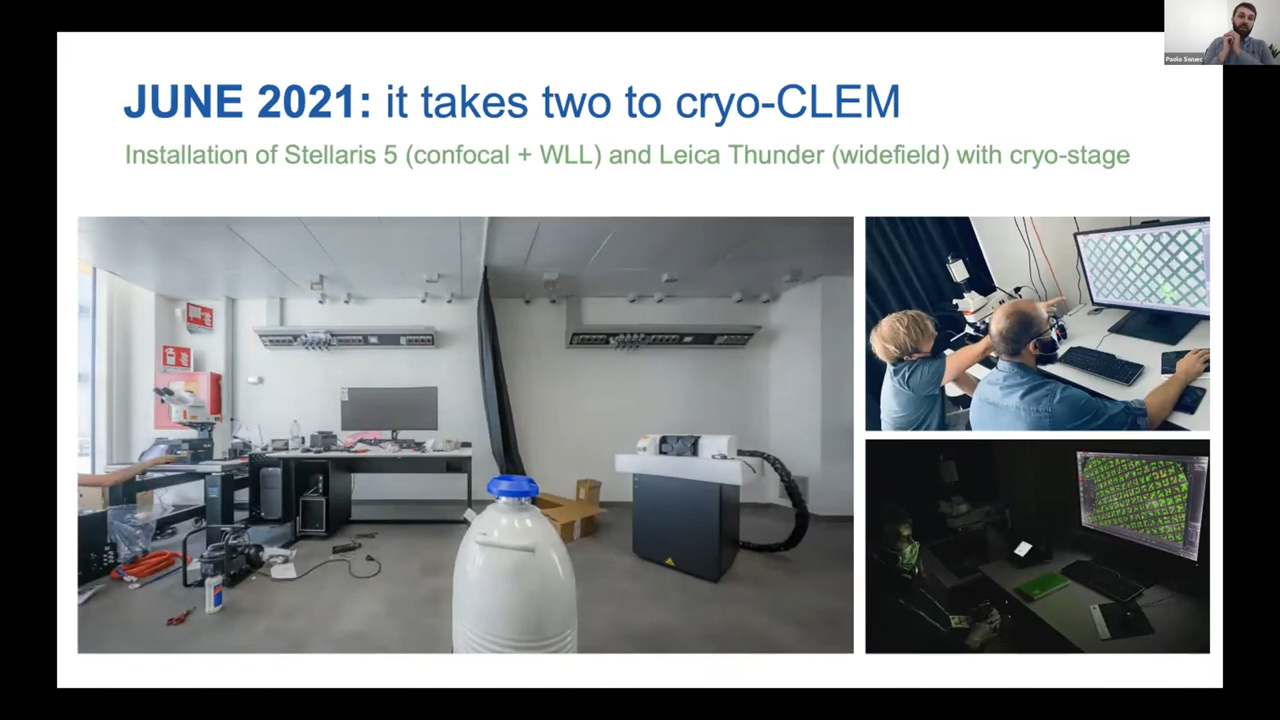 Paolo Swuec
JUNE 2021: it takes two to cryo-CLEM
Installation of Stellaris 5 (confocal + WLL) and Leica Thunder (widefield) with cryo-stage